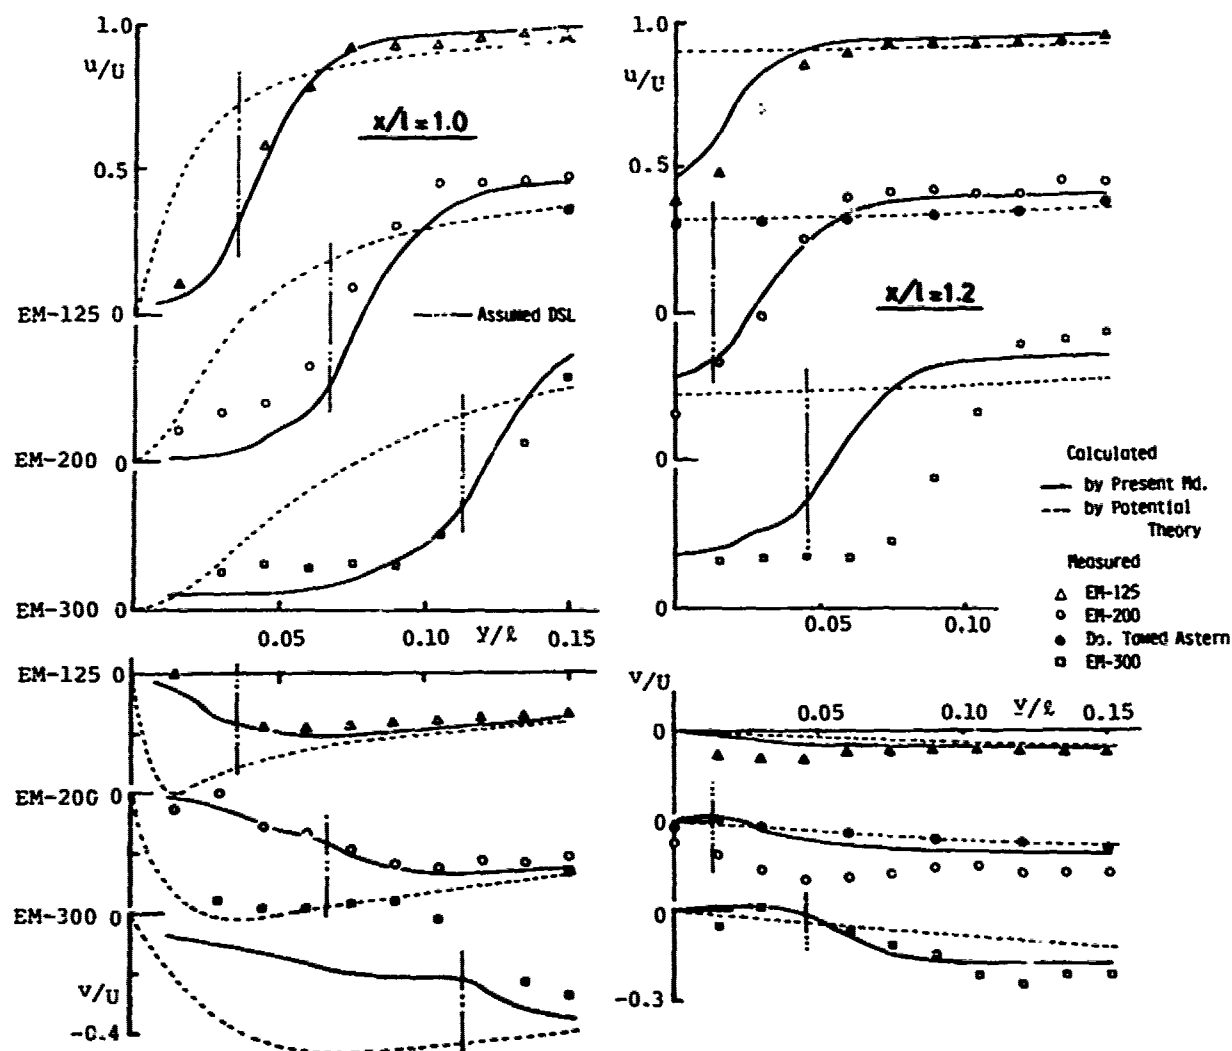 1.0
u/U
x/l=1.0
0.5
EM-125 0
Assumed DSL
EM-200 0
EM-300 0
0.05
0.10
y/ℓ
0.15
EM-125 0
EM-200 0
EM-300 0
v/U
-0.4
1.0
u/U
0.5
0
x/l=1.2
0
0
0.05
0.10
Calculated
by Present Md.
by Potential
Theory
Measured
EM-125
EM-200
Do. Towed Astern
EM-300
v/U
0
0.05
0.10
y/ℓ
0.15
0
0
-0.3